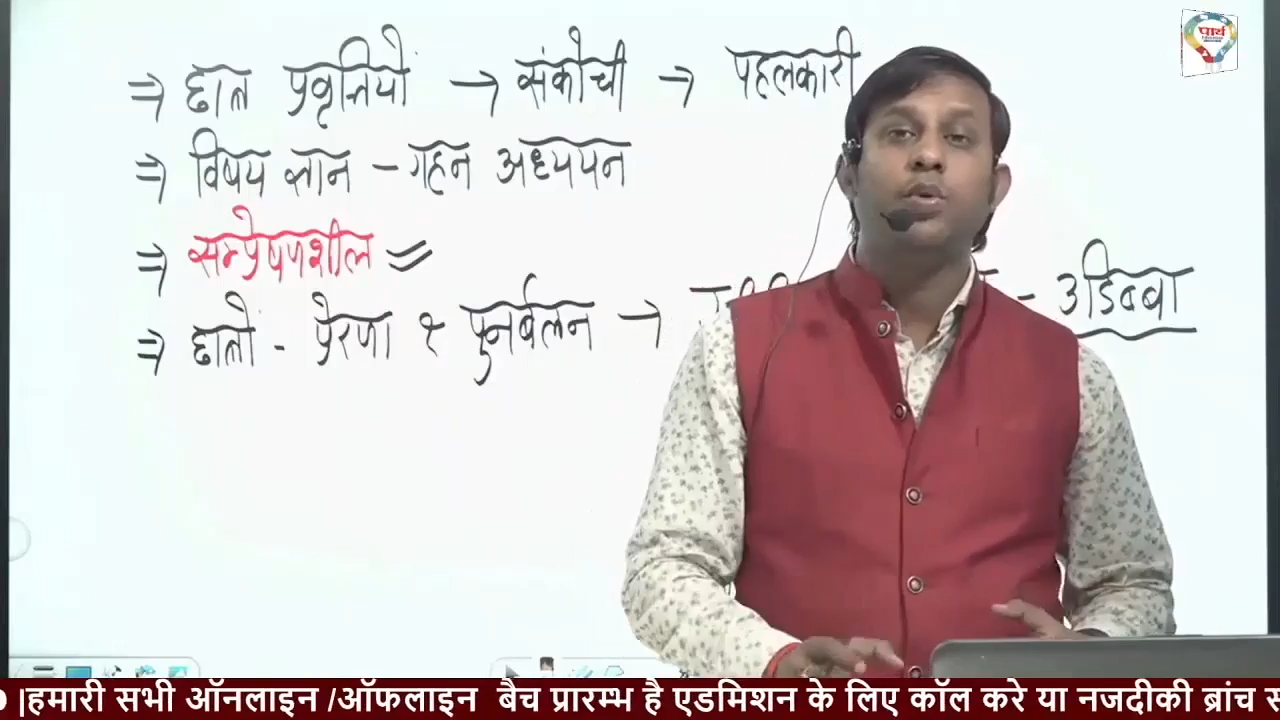 पार्थ
⇒ छात्र प्रवृत्तियों → संकोची → पहलकारी
⇒ विषय ज्ञान - गहन अध्ययन
⇒ सम्प्रेषणशील
⇒ छात्रों - प्रेरणा & पुनर्बलन → - उडिब्बा
|हमारी सभी ऑनलाइन /ऑफलाइन बैच प्रारम्भ है एडमिशन के लिए कॉल करे या नजदीकी ब्रांच